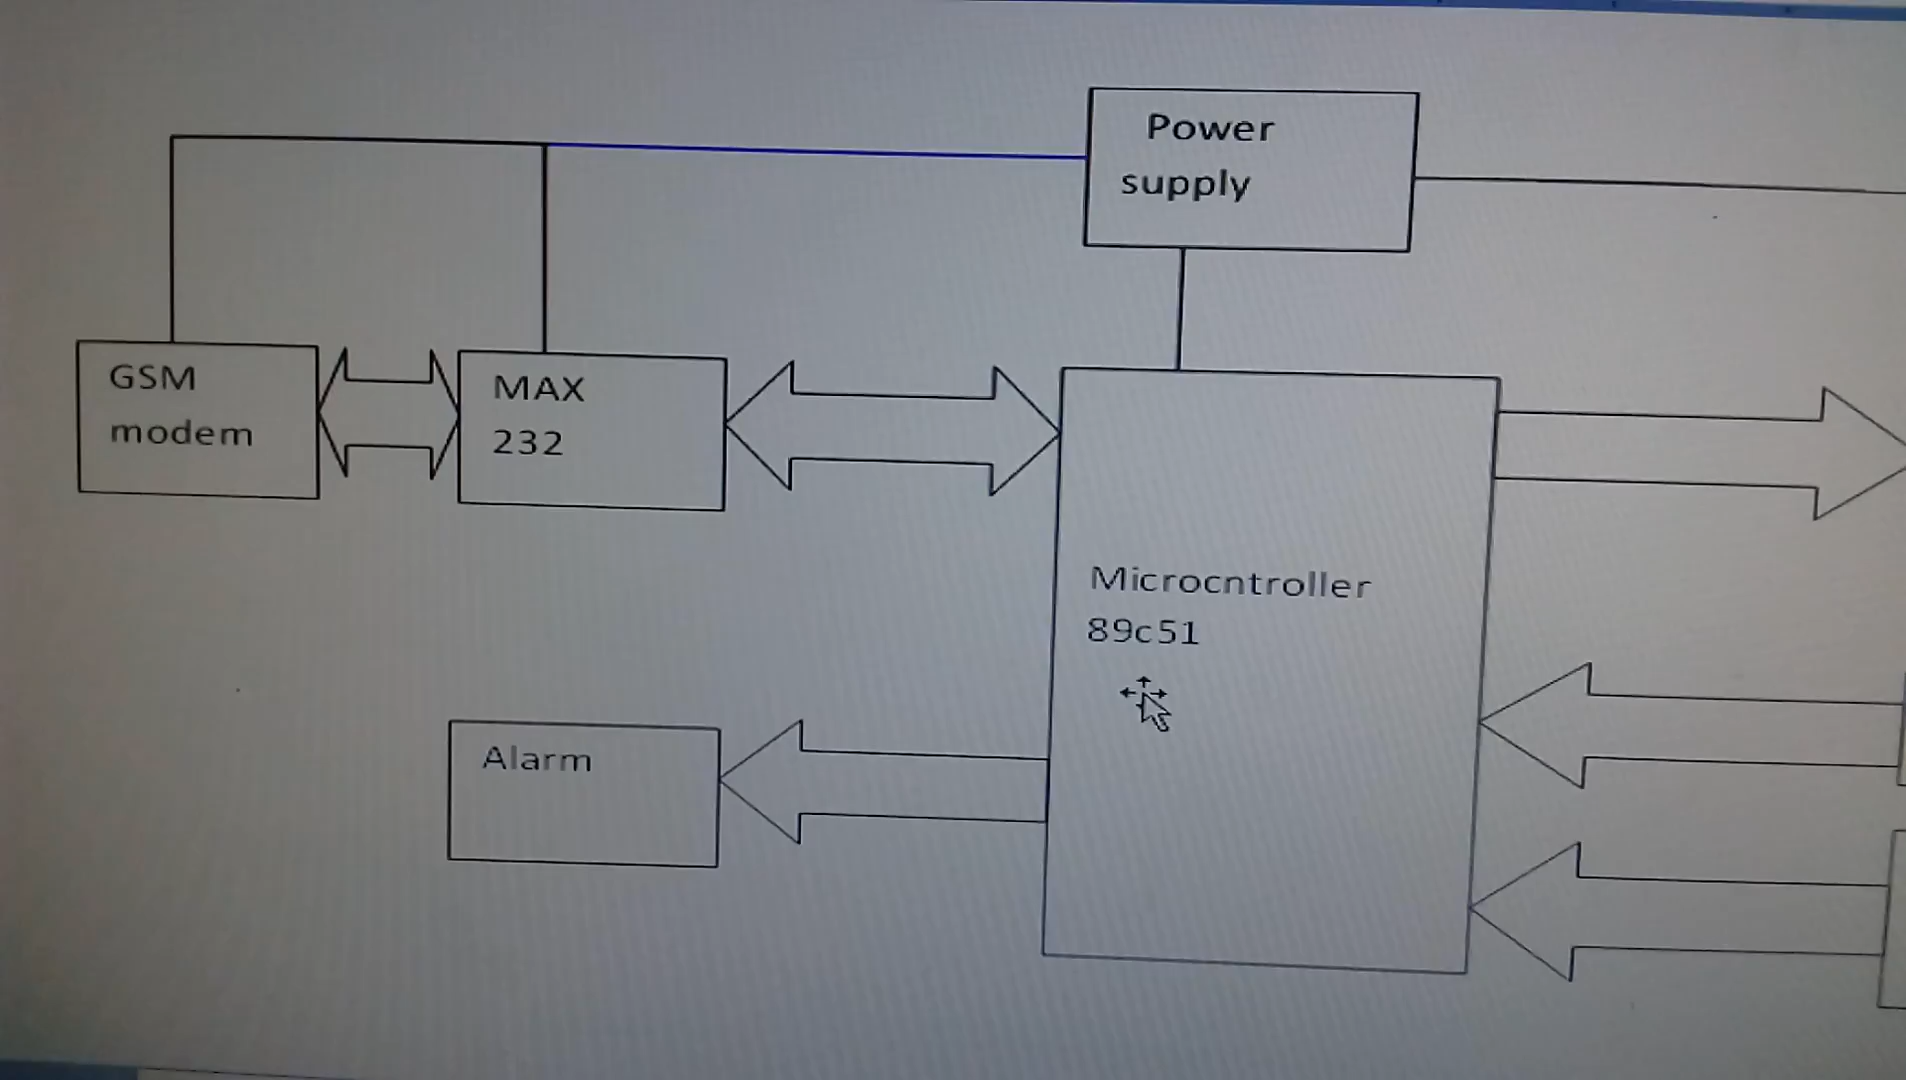 Power
supply
GSM
modem
MAX
232
Microcntroller
89c51
Alarm